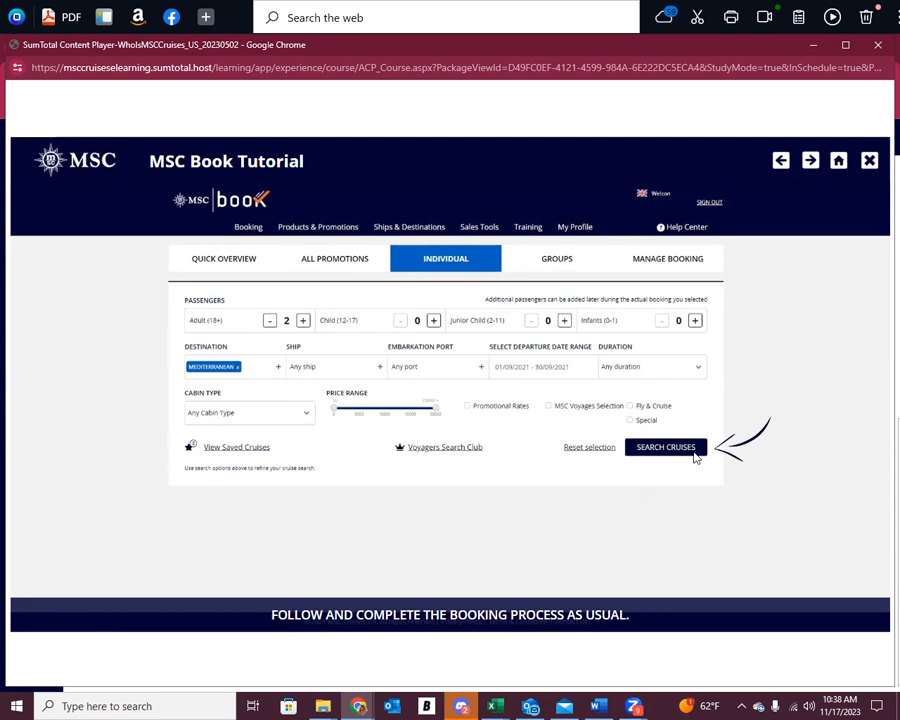 PDF
Search the web
SumTotal Content Player-WhoIsMSCCruises_US_20230502 - Google Chrome
https://msccruiseselearning.sumtotal.host/learning/app/experience/course/ACP_Course.aspx?PackageViewId=D49FC0EF-4121-4599-984A-6E222DC5ECA4&StudyMode=true&InSchedule=true&P...
MSC
MSC Book Tutorial
MSC book
Welcon
SIGN OUT
Booking Products & Promotions Ships & Destinations Sales Tools Training My Profile Help Center
QUICK OVERVIEW ALL PROMOTIONS INDIVIDUAL GROUPS MANAGE BOOKING
PASSENGERS Additional passengers can be added later during the actual booking you selected
Adult (18+) - 2 + Child (12-17) - 0 + Junior Child (2-11) - 0 + Infants (0-1) - 0 +
DESTINATION SHIP EMBARKATION PORT SELECT DEPARTURE DATE RANGE DURATION
MEDITERRANEAN x + Any ship + Any port + 01/09/2021 - 30/09/2021 Any duration
CABIN TYPE PRICE RANGE
Any Cabin Type Promotional Rates MSC Voyages Selection Fly & Cruise
Special
View Saved Cruises Voyagers Search Club Reset selection SEARCH CRUISES
Use search options above to refine your cruise search.
FOLLOW AND COMPLETE THE BOOKING PROCESS AS USUAL.
Type here to search
62°F
10:38 AM
11/17/2023